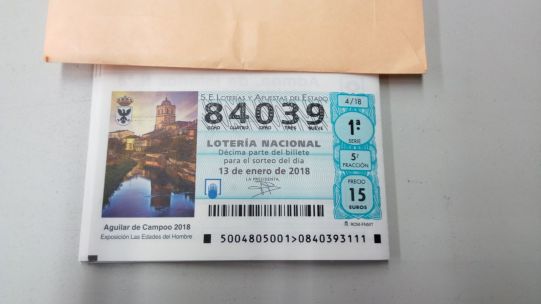 S.E. LOTERÍAS Y APUESTAS DEL ESTADO
84039
OCHO CUATRO CERO TRES NUEVE
LOTERÍA NACIONAL
Décima parte del billete
para el sorteo del día
13 de enero de 2018
LA PRESIDENTA,
5004805001>0840393111
4/18
1ª
SERIE
5ª
FRACCIÓN
PRECIO
15
EUROS
RCM-FNMT
Aguilar de Campoo 2018
Exposición Las Edades del Hombre